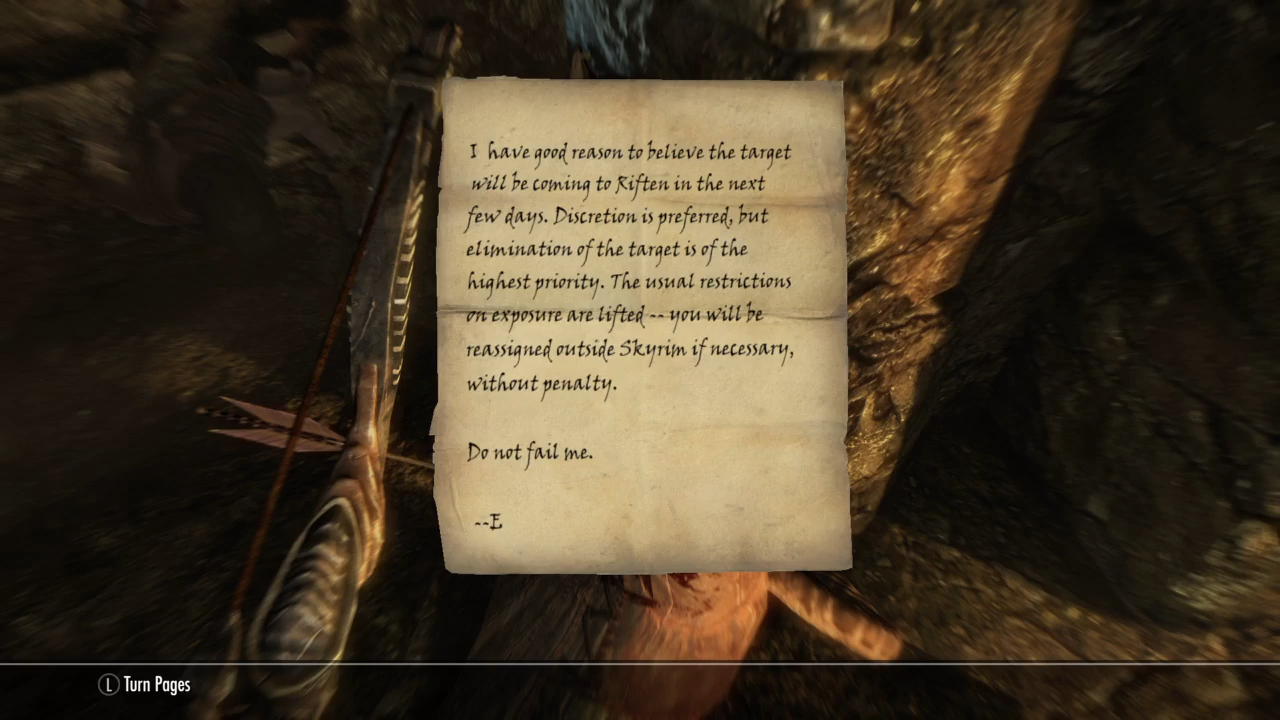 I have good reason to believe the target
will be coming to Riften in the next
few days. Discretion is preferred, but
elimination of the target is of the
highest priority. The usual restrictions
on exposure are lifted -- you will be
reassigned outside Skyrim if necessary,
without penalty.
Do not fail me.
--E
L Turn Pages